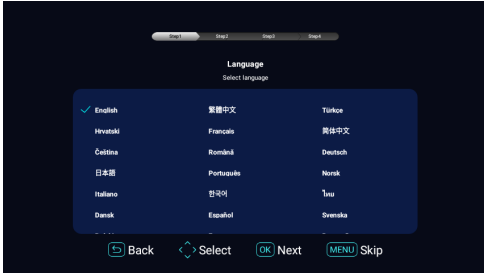 Step1 Step2 Step3 Step4
Language
Select language
English 繁體中文 Türkçe
Hrvatski Français 简体中文
Čeština Română Deutsch
日本語 Português Norsk
Italiano 한국어 ไทย
Dansk Español Svenska
Back Select OK Next MENU Skip